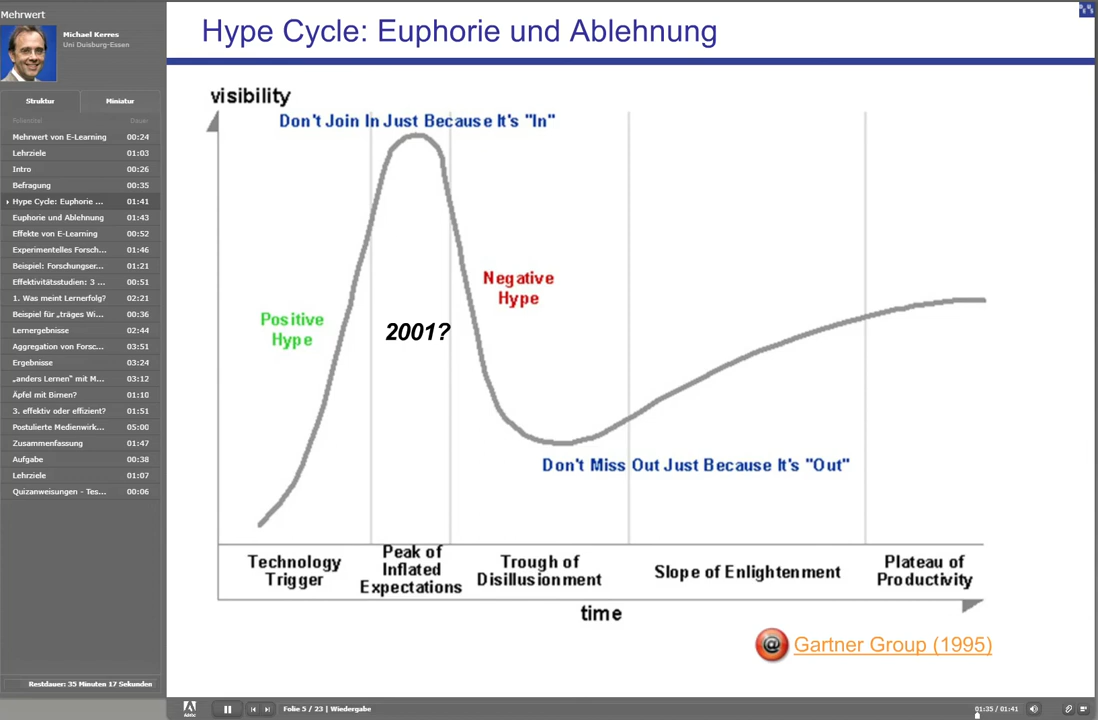 Mehrwert
Michael Kerres
Uni Duisburg-Essen
Struktur
Miniatur
Folientitel
Dauer
Mehrwert von E-Learning 00:24
Lehrziele 01:03
Intro 00:26
Befragung 00:35
Hype Cycle: Euphorie ... 01:41
Euphorie und Ablehnung 01:43
Effekte von E-Learning 00:52
Experimentelles Forsch... 01:46
Beispiel: Forschungser... 01:21
Effektivitätsstudien: 3 ... 00:51
1. Was meint Lernerfolg? 02:21
Beispiel für „träges Wi... 00:36
Lernergebnisse 02:44
Aggregation von Forsc... 03:51
Ergebnisse 03:24
„anders Lernen" mit M... 03:12
Äpfel mit Birnen? 01:10
3. effektiv oder effizient? 01:51
Postulierte Medienwirk... 05:00
Zusammenfassung 01:47
Aufgabe 00:38
Lehrziele 01:07
Quizanweisungen - Tes... 00:06
Restdauer: 35 Minuten 17 Sekunden
Hype Cycle: Euphorie und Ablehnung
visibility
Don't Join In Just Because It's "In"
Negative
Hype
Positive
Hype
2001?
Don't Miss Out Just Because It's "Out"
Technology
Trigger
Peak of
Inflated
Expectations
Trough of
Disillusionment
Slope of Enlightenment
Plateau of
Productivity
time
@ Gartner Group (1995)
Adobe
Folie 5 / 23 | Wiedergabe
01:35 / 01:41